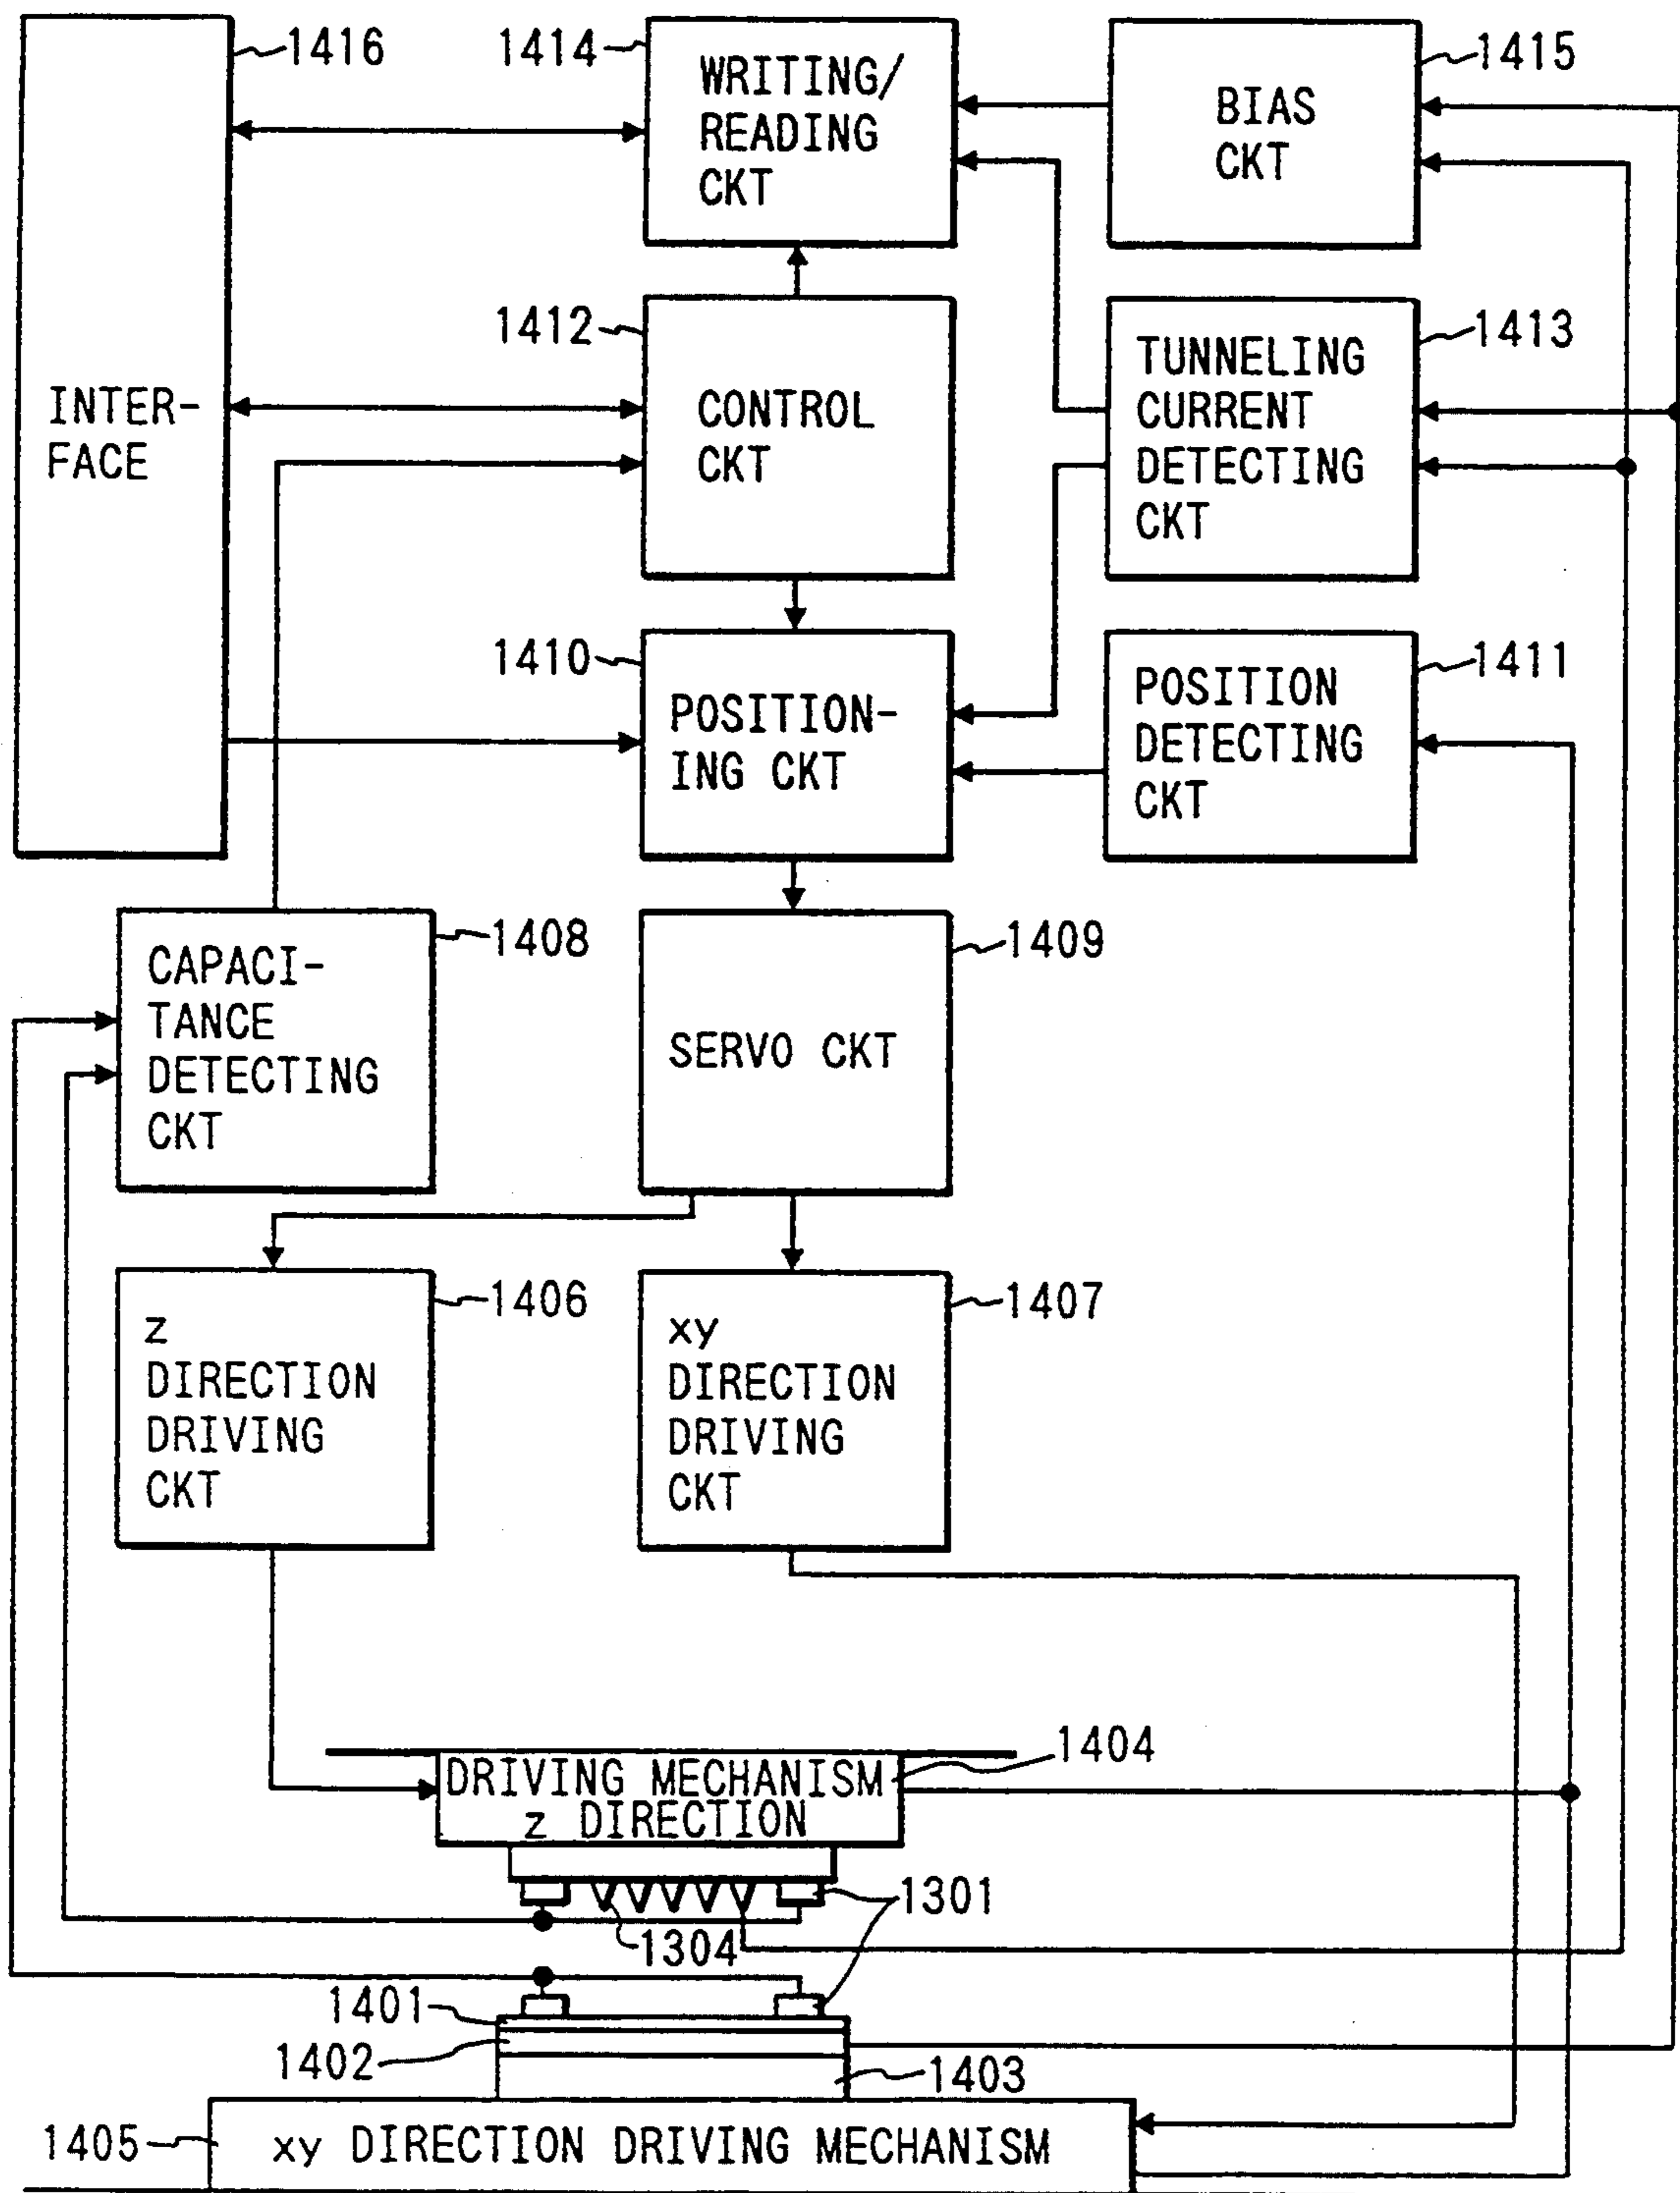 1416
1414
WRITING/
READING
CKT
1415
BIAS
CKT
INTER-
FACE
1412
CONTROL
CKT
1413
TUNNELING
CURRENT
DETECTING
CKT
1410
POSITION-
ING CKT
1411
POSITION
DETECTING
CKT
1408
CAPACI-
TANCE
DETECTING
CKT
1409
SERVO CKT
1406
z
DIRECTION
DRIVING
CKT
1407
xy
DIRECTION
DRIVING
CKT
1404
DRIVING MECHANISM
z DIRECTION
1301
1304
1401
1402
1403
1405
xy DIRECTION DRIVING MECHANISM